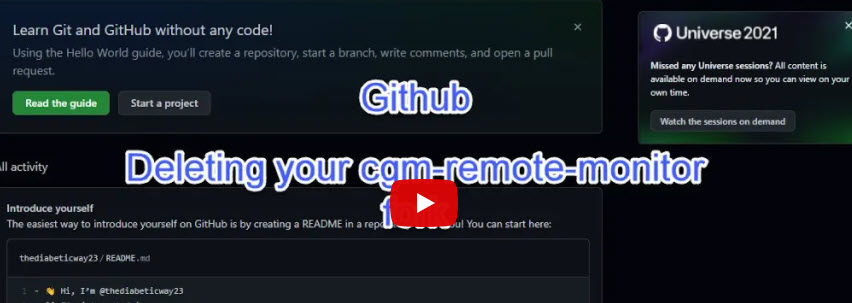 Learn Git and GitHub without any code!
Using the Hello World guide, you'll create a repository, start a branch, write comments, and open a pull
request.
Read the guide
Start a project
Universe 2021
Missed any Universe sessions? All content is
available on demand now so you can view on your
own time.
Watch the sessions on demand
Github
Deleting your cgm-remote-monitor
All activity
Introduce yourself
The easiest way to introduce yourself on GitHub is by creating a README in a You can start here:
thediabeticway23/README.md
1 - 👋 Hi, I'm @thediabeticway23